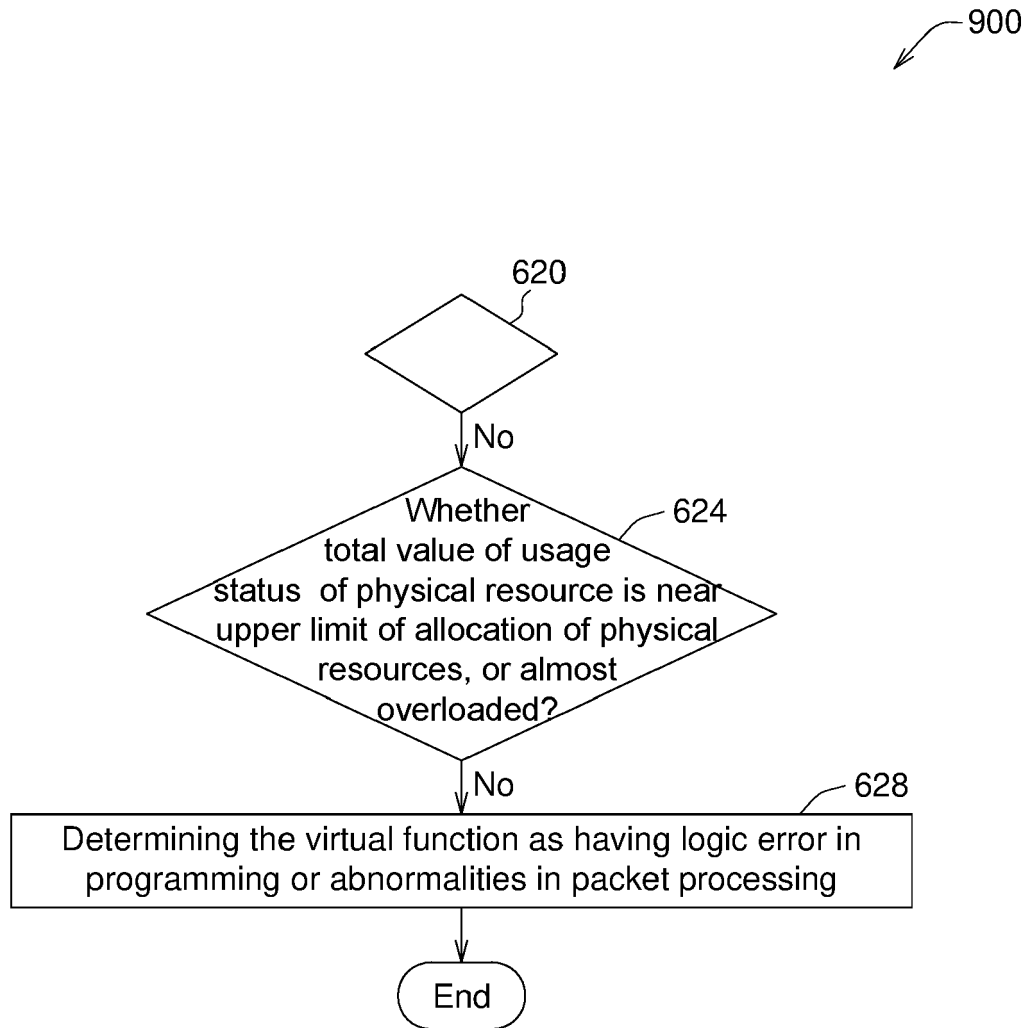 900
620
No
Whether
624
total value of usage
status of physical resource is near
upper limit of allocation of physical
resources, or almost
overloaded?
No
628
Determining the virtual function as having logic error in
programming or abnormalities in packet processing
End